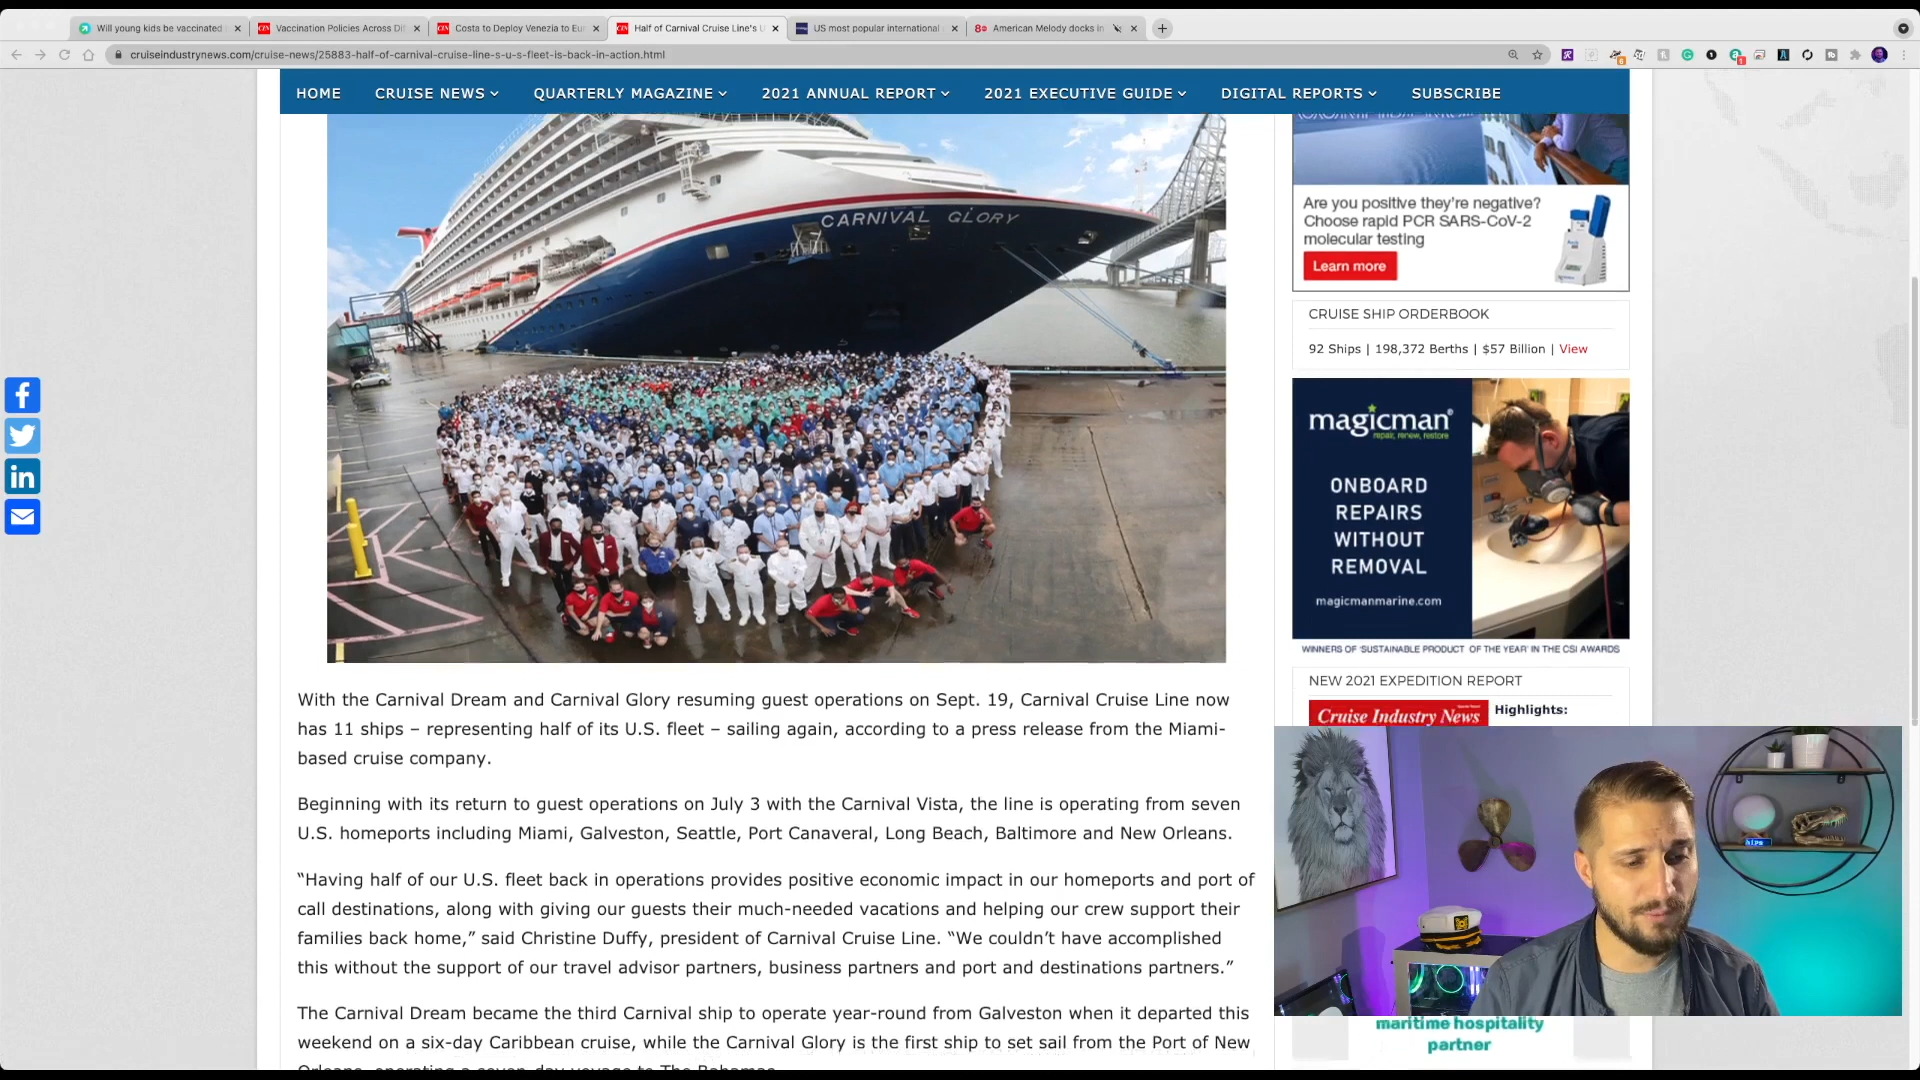 Will young kids be vaccinated
Vaccination Policies Across Di
Costa to Deploy Venezia to Eu
Half of Carnival Cruise Line's U
US most popular international
American Melody docks in
cruiseindustrynews.com/cruise-news/25883-half-of-carnival-cruise-line-s-u-s-fleet-is-back-in-action.html
HOME CRUISE NEWS QUARTERLY MAGAZINE 2021 ANNUAL REPORT 2021 EXECUTIVE GUIDE DIGITAL REPORTS SUBSCRIBE
CARNIVAL GLORY
With the Carnival Dream and Carnival Glory resuming guest operations on Sept. 19, Carnival Cruise Line now
has 11 ships – representing half of its U.S. fleet – sailing again, according to a press release from the Miami-
based cruise company.
Beginning with its return to guest operations on July 3 with the Carnival Vista, the line is operating from seven
U.S. homeports including Miami, Galveston, Seattle, Port Canaveral, Long Beach, Baltimore and New Orleans.
“Having half of our U.S. fleet back in operations provides positive economic impact in our homeports and port of
call destinations, along with giving our guests their much-needed vacations and helping our crew support their
families back home,” said Christine Duffy, president of Carnival Cruise Line. “We couldn’t have accomplished
this without the support of our travel advisor partners, business partners and port and destinations partners.”
The Carnival Dream became the third Carnival ship to operate year-round from Galveston when it departed this
weekend on a six-day Caribbean cruise, while the Carnival Glory is the first ship to set sail from the Port of New
Orleans, operating a seven-day voyage to The Bahamas.
Are you positive they're negative?
Choose rapid PCR SARS-CoV-2
molecular testing
Learn more
CRUISE SHIP ORDERBOOK
92 Ships | 198,372 Berths | $57 Billion | View
magicman®
repair, renew, restore
ONBOARD
REPAIRS
WITHOUT
REMOVAL
magicmanmarine.com
WINNERS OF 'SUSTAINABLE PRODUCT OF THE YEAR' IN THE CSI AWARDS
NEW 2021 EXPEDITION REPORT
Cruise Industry News
Highlights:
maritime hospitality
partner